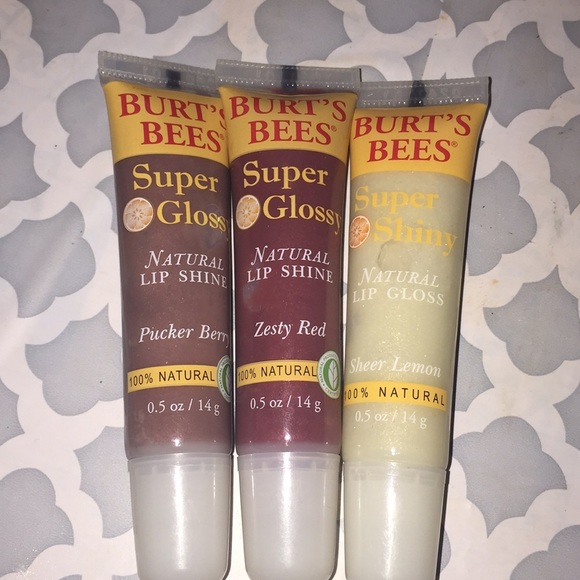 BURT'S
BEES®
Super
Glossy
NATURAL
LIP SHINE
Pucker Berry
100% NATURAL
0.5 oz / 14 g
BURT'S
BEES®
Super
Glossy
NATURAL
LIP SHINE
Zesty Red
100% NATURAL
0.5 oz / 14 g
BURT'S
BEES®
Super
Shiny
NATURAL
LIP GLOSS
Sheer Lemon
100% NATURAL
0.5 oz / 14 g